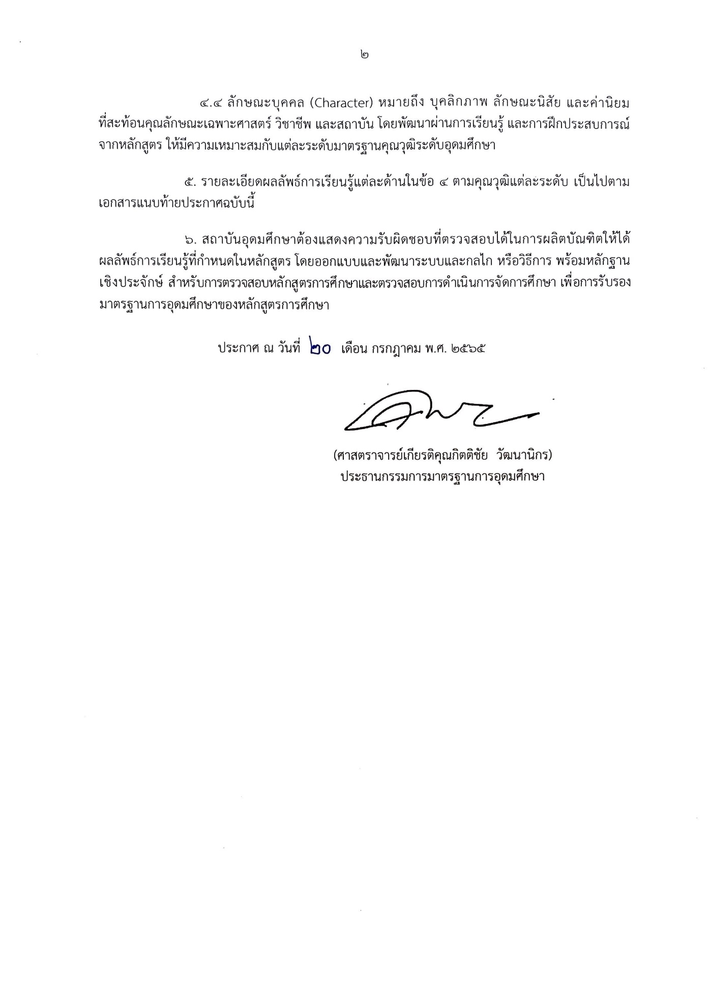 ๒
๔.๔ ลักษณะบุคคล (Character) หมายถึง บุคลิกภาพ ลักษณะนิสัย และค่านิยม
ที่สะท้อนคุณลักษณะเฉพาะศาสตร์ วิชาชีพ และสถาบัน โดยพัฒนาผ่านการเรียนรู้ และการฝึกประสบการณ์
จากหลักสูตร ให้มีความเหมาะสมกับแต่ละระดับมาตรฐานคุณวุฒิระดับอุดมศึกษา
๕. รายละเอียดผลลัพธ์การเรียนรู้แต่ละด้านในข้อ ๔ ตามคุณวุฒิแต่ละระดับ เป็นไปตาม
เอกสารแนบท้ายประกาศฉบับนี้
๖. สถาบันอุดมศึกษาต้องแสดงความรับผิดชอบที่ตรวจสอบได้ในการผลิตบัณฑิตให้ได้
ผลลัพธ์การเรียนรู้ที่กำหนดในหลักสูตร โดยออกแบบและพัฒนาระบบและกลไก หรือวิธีการ พร้อมหลักฐาน
เชิงประจักษ์ สำหรับการตรวจสอบหลักสูตรการศึกษาและตรวจสอบการดำเนินการจัดการศึกษา เพื่อการรับรอง
มาตรฐานการอุดมศึกษาของหลักสูตรการศึกษา
ประกาศ ณ วันที่ ๒๐ เดือน กรกฎาคม พ.ศ. ๒๕๖๕
(ศาสตราจารย์เกียรติคุณกิตติชัย วัฒนานิกร)
ประธานกรรมการมาตรฐานการอุดมศึกษา